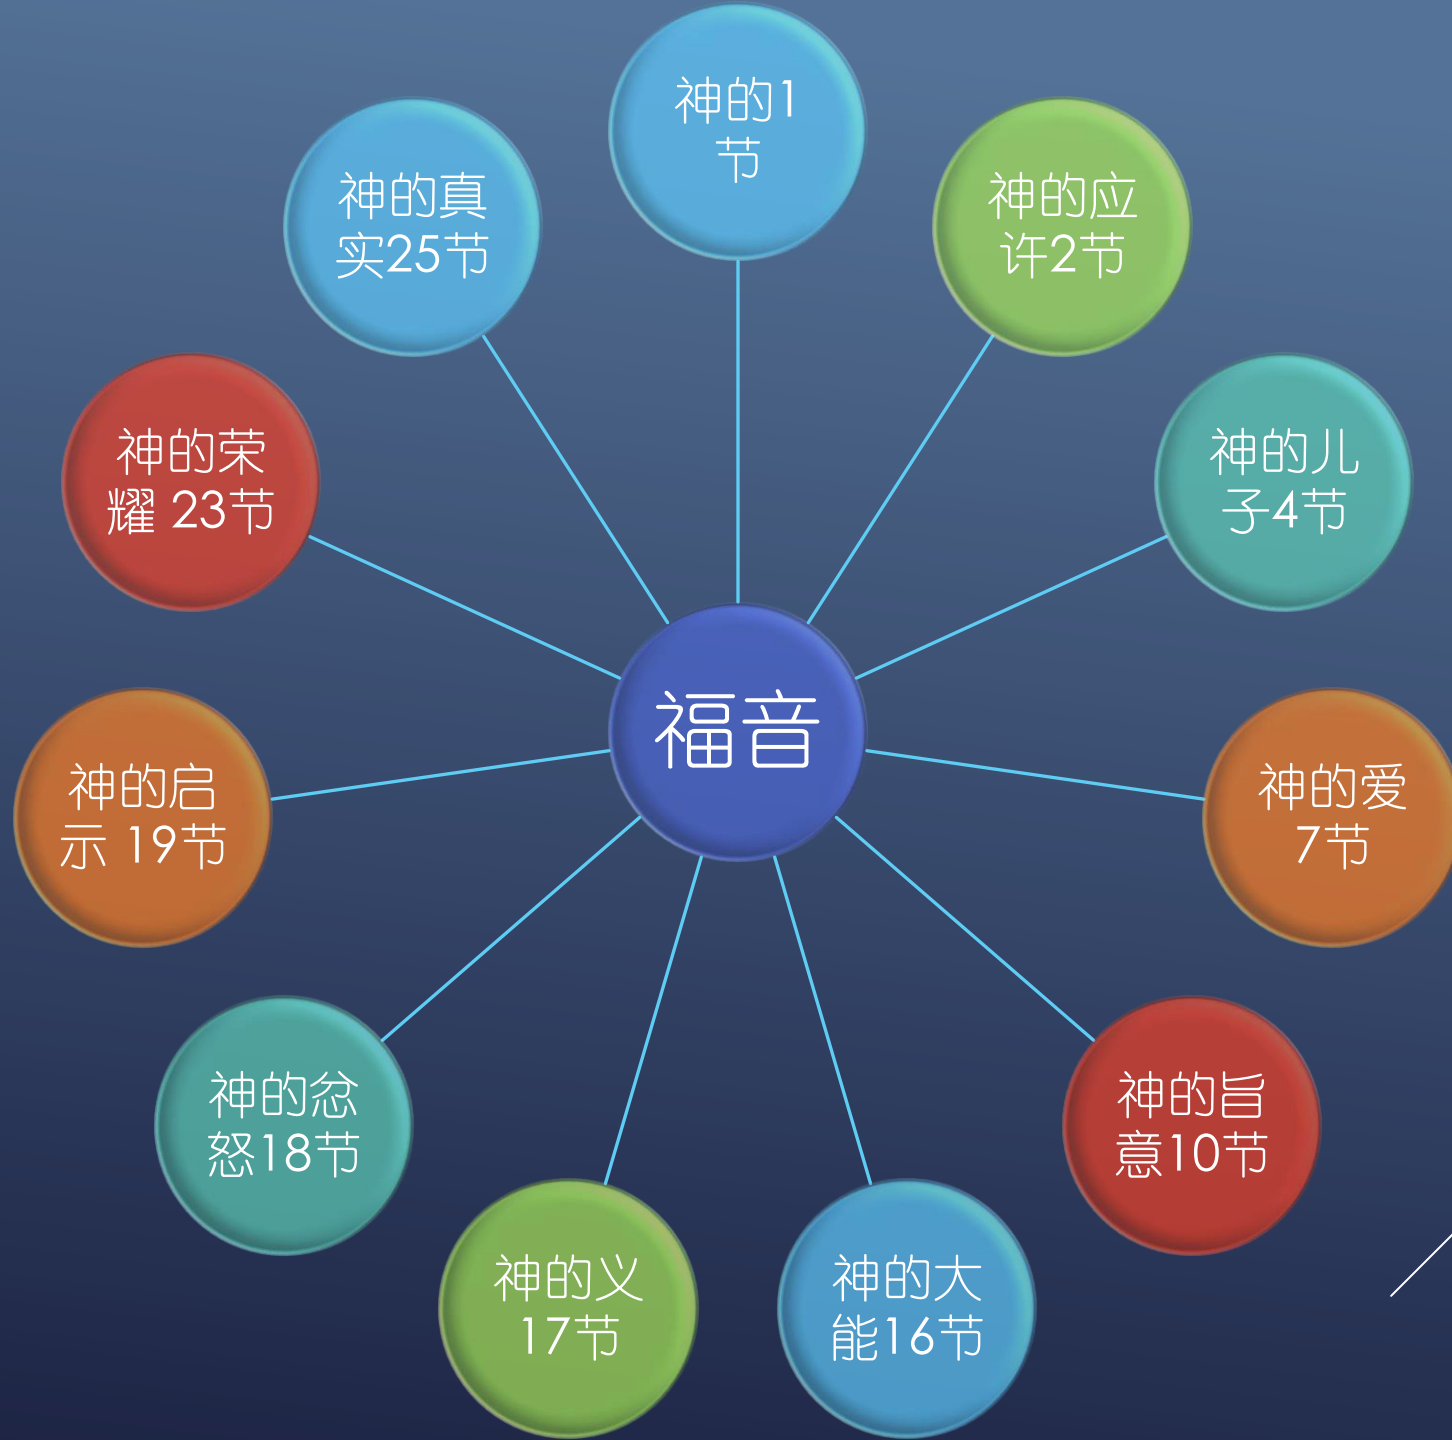 神的1
节
神的应
许2节
神的儿
子4节
神的爱
7节
神的旨
意10节
神的大
能16节
神的义
17节
神的忿
怒18节
神的启
示 19节
神的荣
耀 23节
神的真
实25节
福音